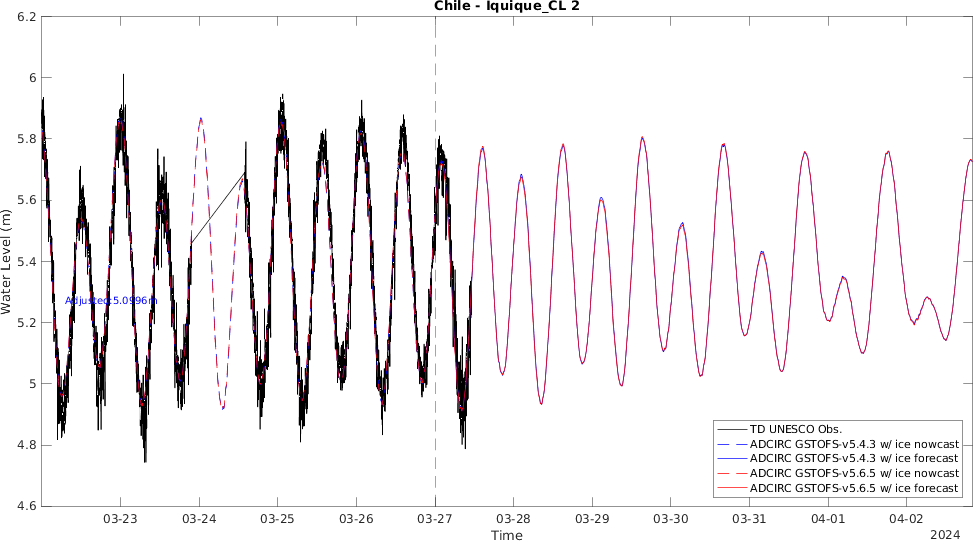 Chile - Iquique_CL 2
6.2
6
5.8
5.6
5.4
5.2
5
4.8
4.6
Water Level (m)
Adjusted:5.0996m
TD UNESCO Obs.
ADCIRC GSTOFS-v5.4.3 w/ ice nowcast
ADCIRC GSTOFS-v5.4.3 w/ ice forecast
ADCIRC GSTOFS-v5.6.5 w/ ice nowcast
ADCIRC GSTOFS-v5.6.5 w/ ice forecast
03-23 03-24 03-25 03-26 03-27 03-28 03-29 03-30 03-31 04-01 04-02
Time
2024